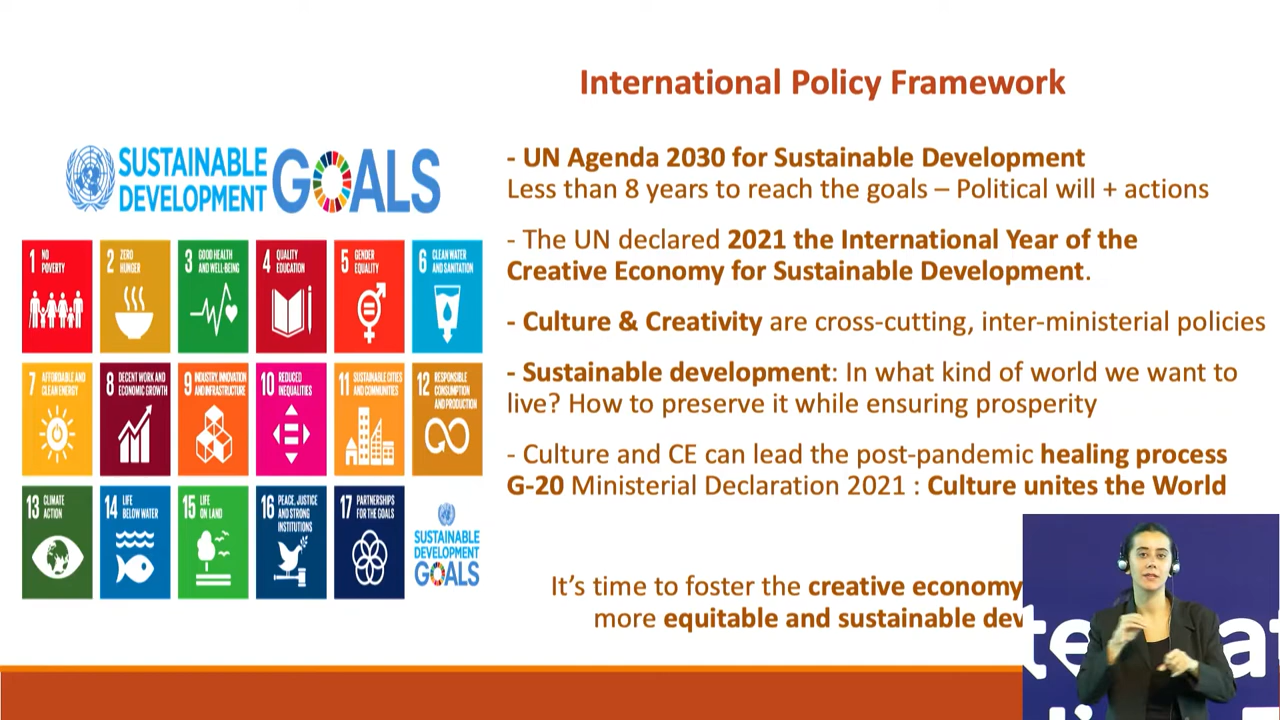 International Policy Framework
SUSTAINABLE
DEVELOPMENT
GOALS
1 NO
POVERTY
2 ZERO
HUNGER
3 GOOD HEALTH
AND WELL-BEING
4 QUALITY
EDUCATION
5 GENDER
EQUALITY
6 CLEAN WATER
AND SANITATION
7 AFFORDABLE AND
CLEAN ENERGY
8 DECENT WORK AND
ECONOMIC GROWTH
9 INDUSTRY, INNOVATION
AND INFRASTRUCTURE
10 REDUCED
INEQUALITIES
11 SUSTAINABLE CITIES
AND COMMUNITIES
12 RESPONSIBLE
CONSUMPTION
AND PRODUCTION
13 CLIMATE
ACTION
14 LIFE
BELOW WATER
15 LIFE
ON LAND
16 PEACE, JUSTICE
AND STRONG
INSTITUTIONS
17 PARTNERSHIPS
FOR THE GOALS
SUSTAINABLE
DEVELOPMENT
GOALS
- UN Agenda 2030 for Sustainable Development
Less than 8 years to reach the goals – Political will + actions
- The UN declared 2021 the International Year of the
Creative Economy for Sustainable Development.
- Culture & Creativity are cross-cutting, inter-ministerial policies
- Sustainable development: In what kind of world we want to
live? How to preserve it while ensuring prosperity
- Culture and CE can lead the post-pandemic healing process
G-20 Ministerial Declaration 2021 : Culture unites the World
It's time to foster the creative economy
more equitable and sustainable dev